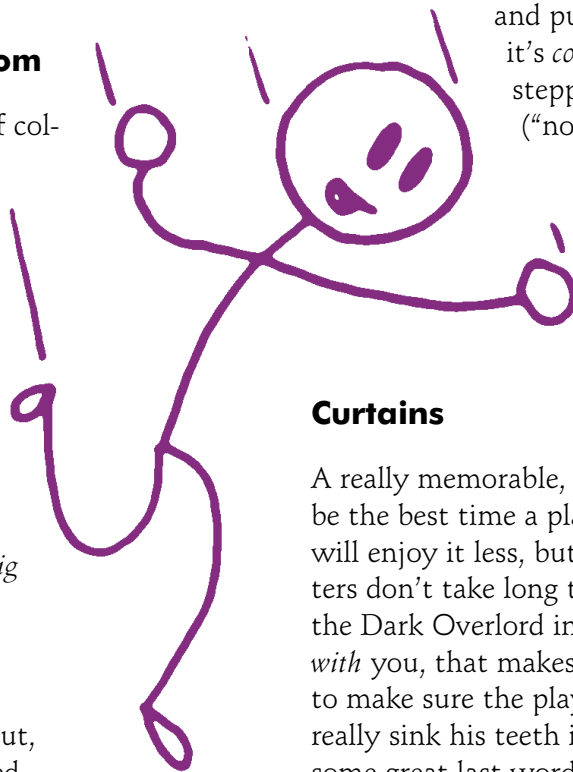 om
f col-
ig
ut,
and pu
it's co
stepp
("no
Curtains
A really memorable,
be the best time a pla
will enjoy it less, but
ters don't take long t
the Dark Overlord in
with you, that makes
to make sure the play
really sink his teeth i